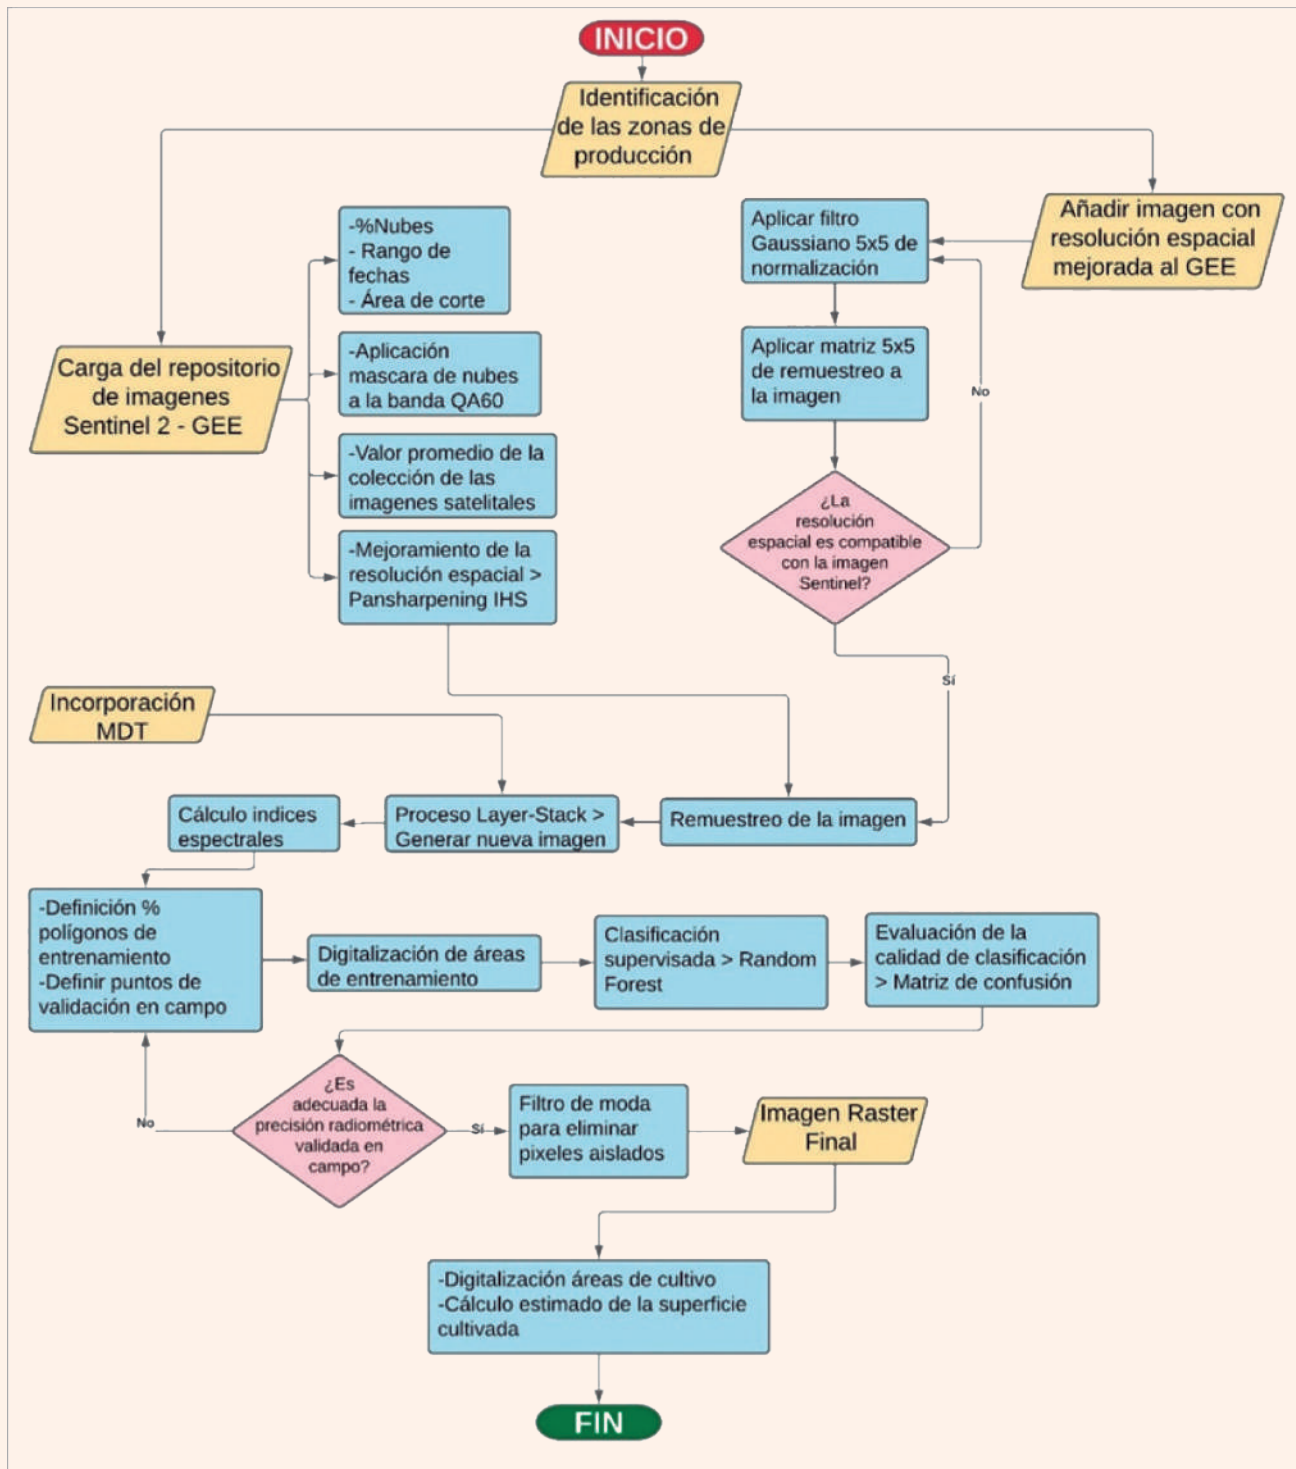 INICIO
Identificación
de las zonas de
producción
-%Nubes
- Rango de
fechas
- Área de corte
Aplicar filtro
Gaussiano 5x5 de
normalización
Añadir imagen con
resolución espacial
mejorada al GEE
Carga del repositorio
de imagenes
Sentinel 2 - GEE
-Aplicación
mascara de nubes
a la banda QA60
Aplicar matriz 5x5
de remuestreo a
la imagen
No
-Valor promedio de la
colección de las
imagenes satelitales
-Mejoramiento de la
resolución espacial >
Pansharpening IHS
¿La
resolución
espacial es compatible
con la imagen
Sentinel?
Sí
Incorporación
MDT
Cálculo indices
espectrales
Proceso Layer-Stack >
Generar nueva imagen
Remuestreo de la imagen
-Definición %
polígonos de
entrenamiento
-Definir puntos de
validación en campo
Digitalización de áreas
de entrenamiento
Clasificación
supervisada > Random
Forest
Evaluación de la
calidad de clasificación
> Matriz de confusión
¿Es
adecuada la
precisión radiométrica
validada en
campo?
No
Sí
Filtro de moda
para eliminar
pixeles aislados
Imagen Raster
Final
-Digitalización áreas de cultivo
-Cálculo estimado de la superficie
cultivada
FIN